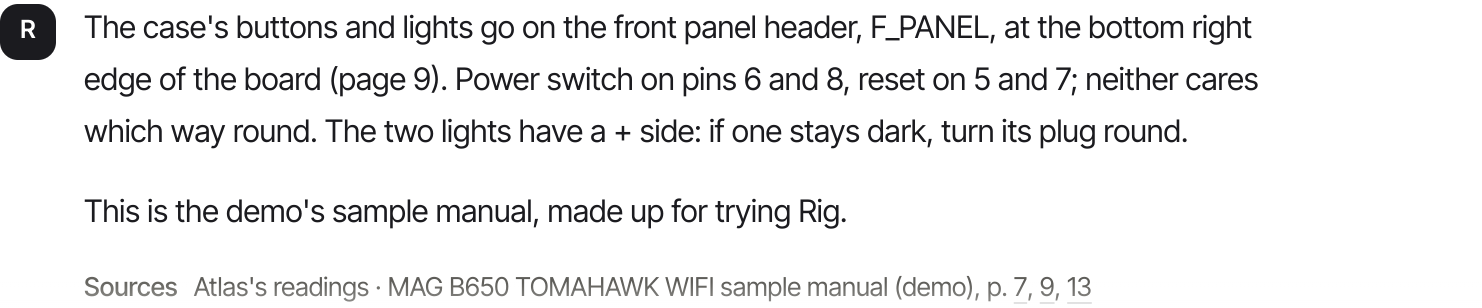 R
The case's buttons and lights go on the front panel header, F_PANEL, at the bottom right
edge of the board (page 9). Power switch on pins 6 and 8, reset on 5 and 7; neither cares
which way round. The two lights have a + side: if one stays dark, turn its plug round.
This is the demo's sample manual, made up for trying Rig.
Sources Atlas's readings · MAG B650 TOMAHAWK WIFI sample manual (demo), p. 7, 9, 13